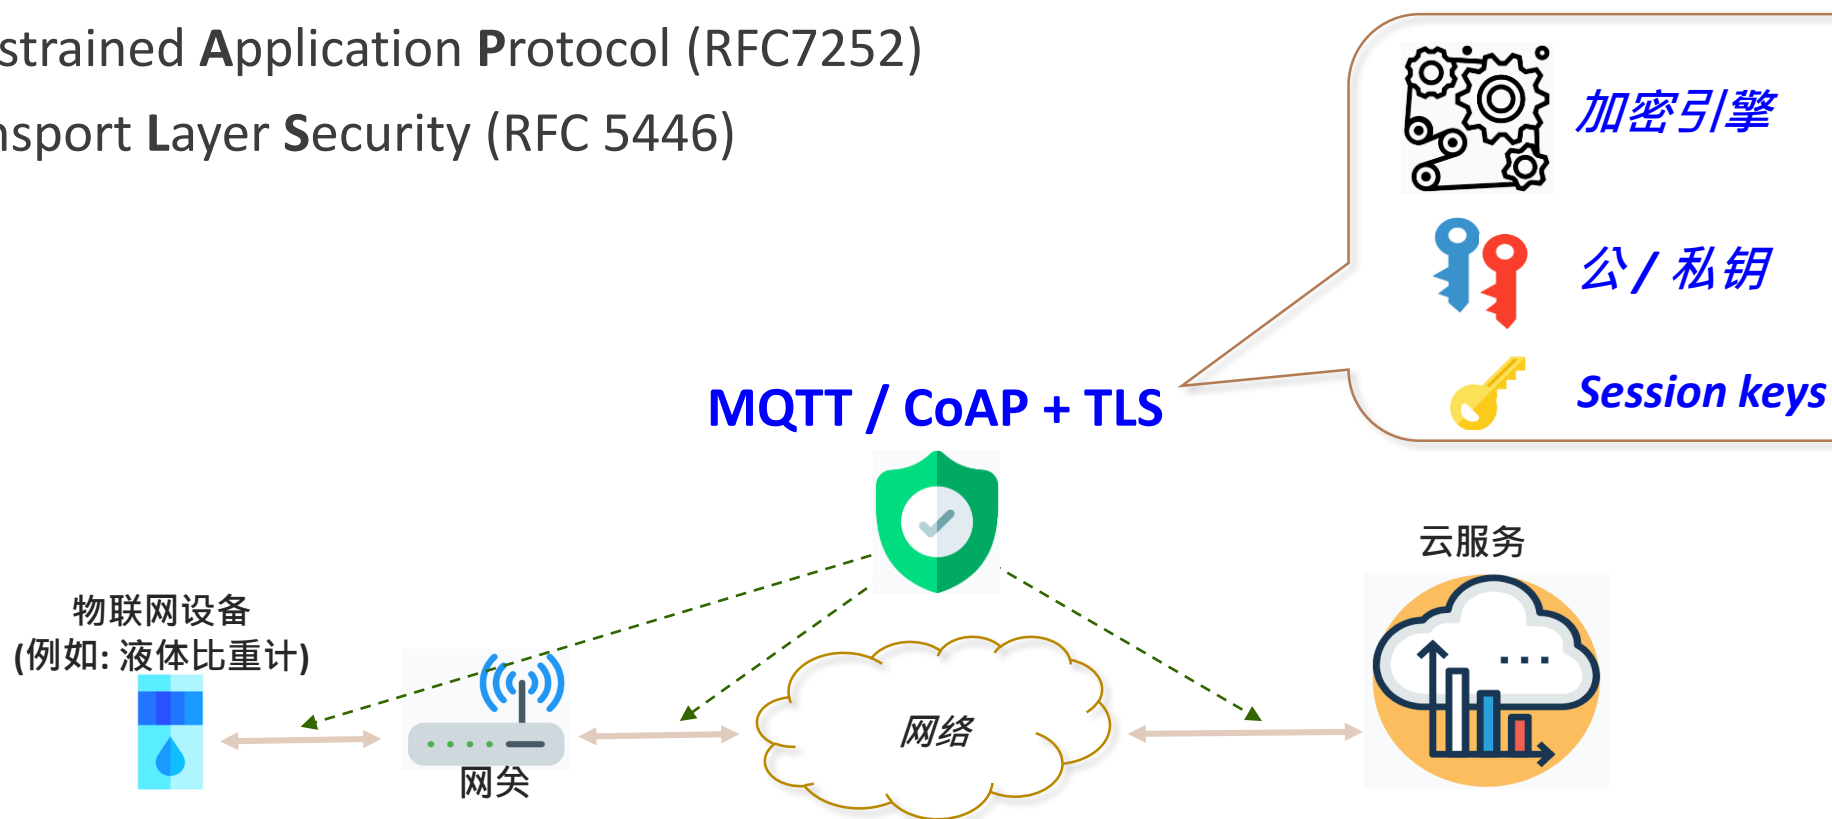 strained Application Protocol (RFC7252)
nsport Layer Security (RFC 5446)
加密引擎
公 / 私钥
Session keys
MQTT / CoAP + TLS
云服务
物联网设备
(例如: 液体比重计)
网络
网关